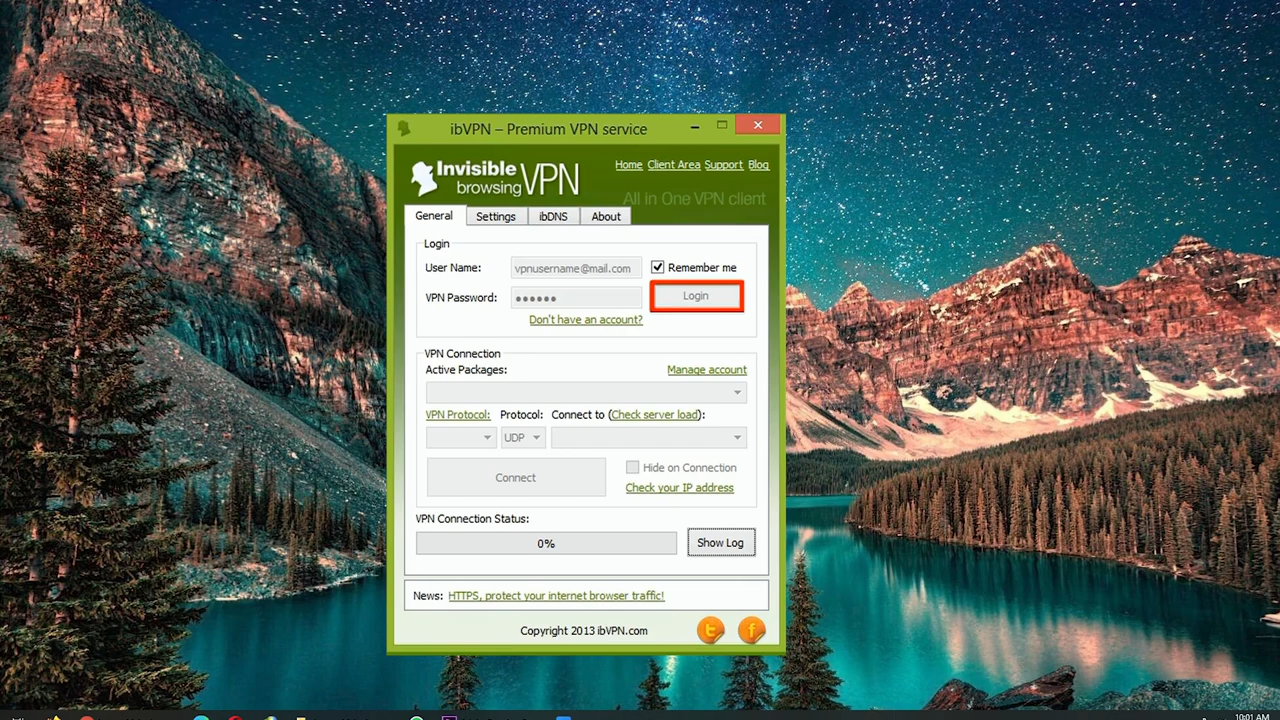 ibVPN – Premium VPN service
Invisible browsing VPN
Home Client Area Support Blog
All in One VPN client
General Settings ibDNS About
Login
User Name: vpnusername@mail.com Remember me
VPN Password: ●●●●●● Login
Don't have an account?
VPN Connection
Active Packages: Manage account
VPN Protocol: Protocol: Connect to (Check server load):
UDP
Connect Hide on Connection
Check your IP address
VPN Connection Status:
0% Show Log
News: HTTPS, protect your internet browser traffic!
Copyright 2013 ibVPN.com
10:01 AM